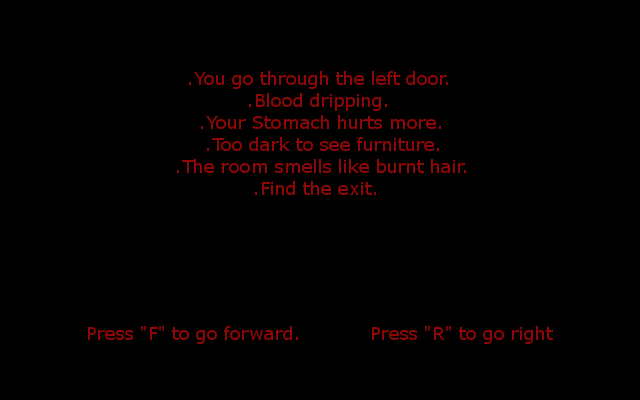 .You go through the left door.
.Blood dripping.
.Your Stomach hurts more.
.Too dark to see furniture.
.The room smells like burnt hair.
.Find the exit.
Press "F" to go forward.
Press "R" to go right